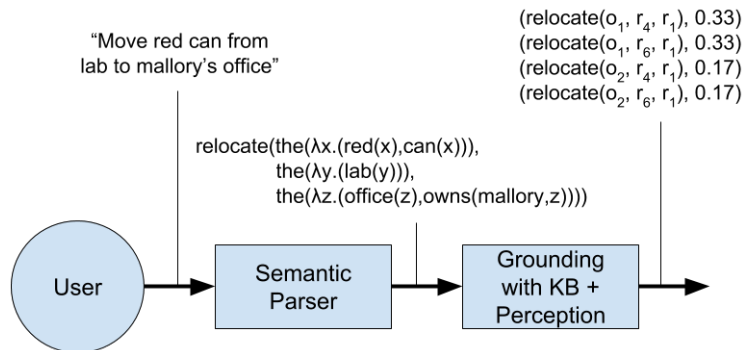 “Move red can from
lab to mallory’s office”
relocate(the(λx.(red(x),can(x))),
the(λy.(lab(y))),
the(λz.(office(z),owns(mallory,z))))
(relocate(o₁, r₄, r₁), 0.33)
(relocate(o₁, r₆, r₁), 0.33)
(relocate(o₂, r₄, r₁), 0.17)
(relocate(o₂, r₆, r₁), 0.17)
User
Semantic
Parser
Grounding
with KB +
Perception